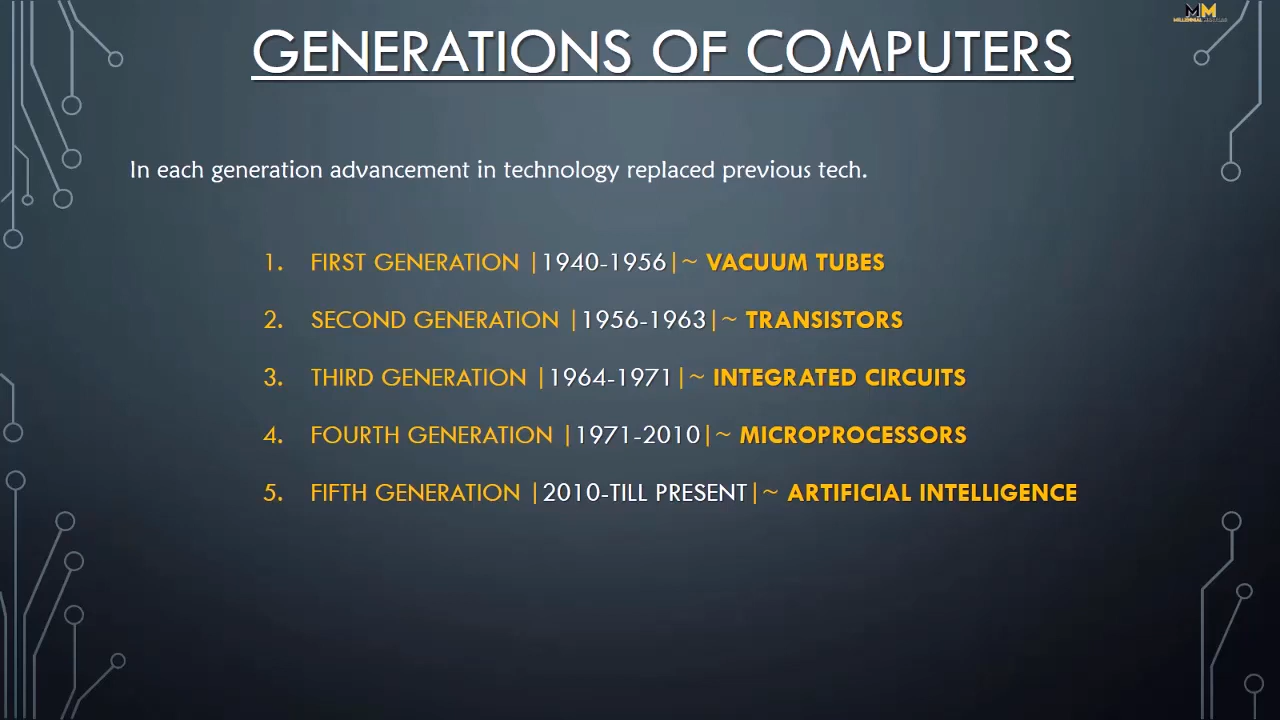 MM
GENERATIONS OF COMPUTERS
In each generation advancement in technology replaced previous tech.
1. FIRST GENERATION |1940-1956|~ VACUUM TUBES
2. SECOND GENERATION |1956-1963|~ TRANSISTORS
3. THIRD GENERATION |1964-1971|~ INTEGRATED CIRCUITS
4. FOURTH GENERATION |1971-2010|~ MICROPROCESSORS
5. FIFTH GENERATION |2010-TILL PRESENT|~ ARTIFICIAL INTELLIGENCE